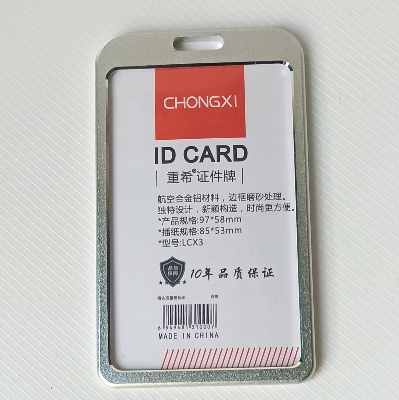 CHONGXI
ID CARD
重希®证件牌
航空合金铝材料，边框磨砂处理。
独特设计，新颖构造，时尚更方便。
*产品规格:97*58mm
*插纸规格:85*53mm
*型号:LCX3
10年品质保证
MADE IN CHINA